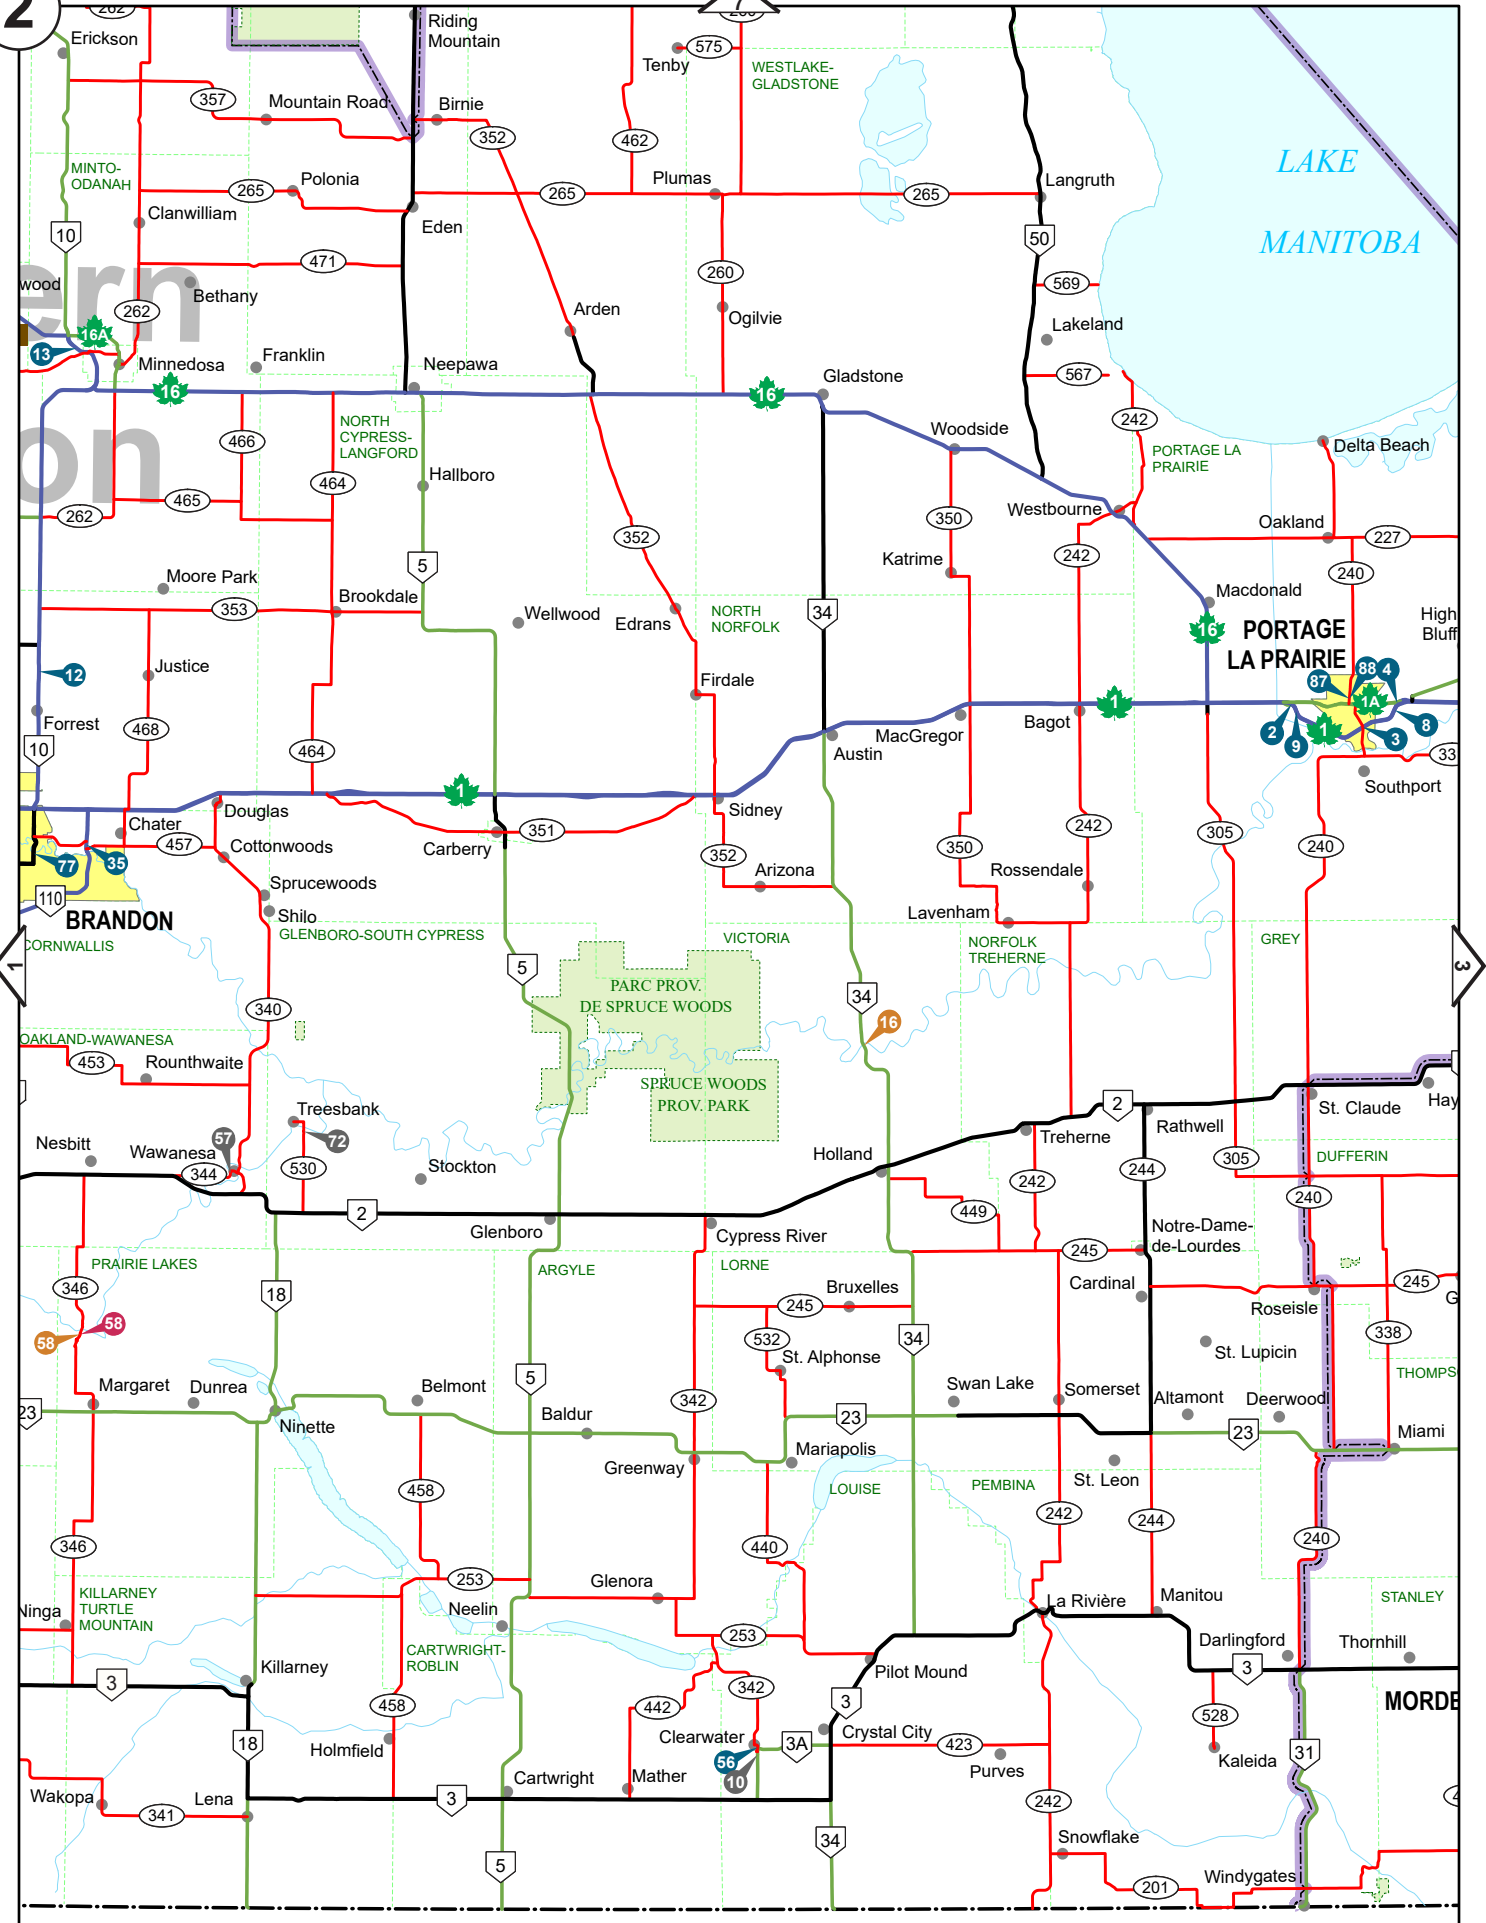 2
262
7
Erickson
Riding
Mountain
Tenby
575
WESTLAKE-
GLADSTONE
357
Mountain Road
Birnie
352
462
LAKE
MANITOBA
MINTO-
ODANAH
265
Polonia
265
Plumas
265
Langruth
Clanwilliam
Eden
10
50
471
260
569
ern
wood
Bethany
262
Arden
Ogilvie
Lakeland
16A
13
Minnedosa
Franklin
Neepawa
Gladstone
567
16
16
242
on
466
NORTH
CYPRESS-
LANGFORD
Woodside
PORTAGE LA
PRAIRIE
Delta Beach
Hallboro
464
465
262
350
Westbourne
Oakland
227
352
242
Katrime
5
240
Moore Park
353
Brookdale
Wellwood
Edrans
NORTH
NORFOLK
34
Macdonald
16
PORTAGE
LA PRAIRIE
High
Bluff
12
Justice
Firdale
87
88
4
1A
Forrest
10
468
464
Austin
MacGregor
Bagot
1
2
9
1
3
8
33
Southport
1
Douglas
Sidney
Chater
457
Cottonwoods
Carberry
351
352
350
242
305
240
77
35
110
Sprucewoods
Arizona
Rossendale
BRANDON
Shilo
Lavenham
CORNWALLIS
GLENBORO-SOUTH CYPRESS
VICTORIA
NORFOLK
TREHERNE
GREY
1
3
5
PARC PROV.
DE SPRUCE WOODS
34
16
340
OAKLAND-WAWANESA
453
Rounthwaite
SPRUCE WOODS
PROV. PARK
Treesbank
72
2
St. Claude
Hay
Nesbitt
Wawanesa
57
344
530
Stockton
Holland
Treherne
Rathwell
DUFFERIN
242
244
305
240
2
Glenboro
Cypress River
449
Notre-Dame-
de-Lourdes
PRAIRIE LAKES
ARGYLE
LORNE
245
346
18
Bruxelles
245
Cardinal
Roseisle
245
G
58
58
532
34
338
St. Alphonse
St. Lupicin
THOMPS
Margaret
Dunrea
Belmont
5
342
Swan Lake
Somerset
Altamont
Deerwood
23
Ninette
Baldur
23
23
Miami
Greenway
Mariapolis
St. Leon
458
LOUISE
PEMBINA
242
244
346
440
240
KILLARNEY
TURTLE
MOUNTAIN
253
Glenora
STANLEY
Ninga
Neelin
La Rivière
Manitou
CARTWRIGHT-
ROBLIN
253
Darlingford
Thornhill
Killarney
Pilot Mound
3
3
458
442
342
3
MORDE
18
Holmfield
Clearwater
3A
Crystal City
423
528
Kaleida
31
56
10
Purves
Wakopa
Lena
341
3
Cartwright
Mather
242
4
34
Snowflake
5
201
Windygates